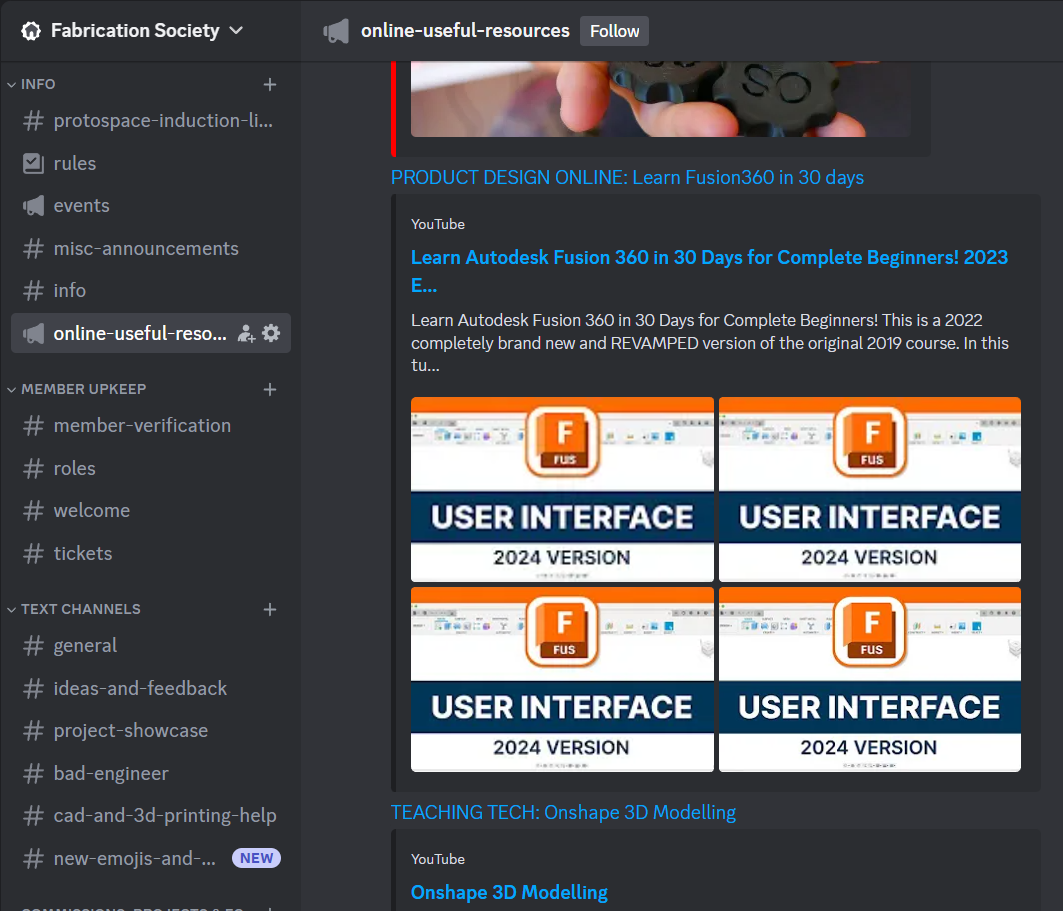 Fabrication Society
INFO
protospace-induction-li...
rules
events
misc-announcements
info
online-useful-reso...
MEMBER UPKEEP
member-verification
roles
welcome
tickets
TEXT CHANNELS
general
ideas-and-feedback
project-showcase
bad-engineer
cad-and-3d-printing-help
new-emojis-and-...
NEW
online-useful-resources
Follow
SO
PRODUCT DESIGN ONLINE: Learn Fusion360 in 30 days
YouTube
Learn Autodesk Fusion 360 in 30 Days for Complete Beginners! 2023
E...
Learn Autodesk Fusion 360 in 30 Days for Complete Beginners! This is a 2022
completely brand new and REVAMPED version of the original 2019 course. In this
tu...
F
FUS
USER INTERFACE
2024 VERSION
F
FUS
USER INTERFACE
2024 VERSION
F
FUS
USER INTERFACE
2024 VERSION
F
FUS
USER INTERFACE
2024 VERSION
TEACHING TECH: Onshape 3D Modelling
YouTube
Onshape 3D Modelling